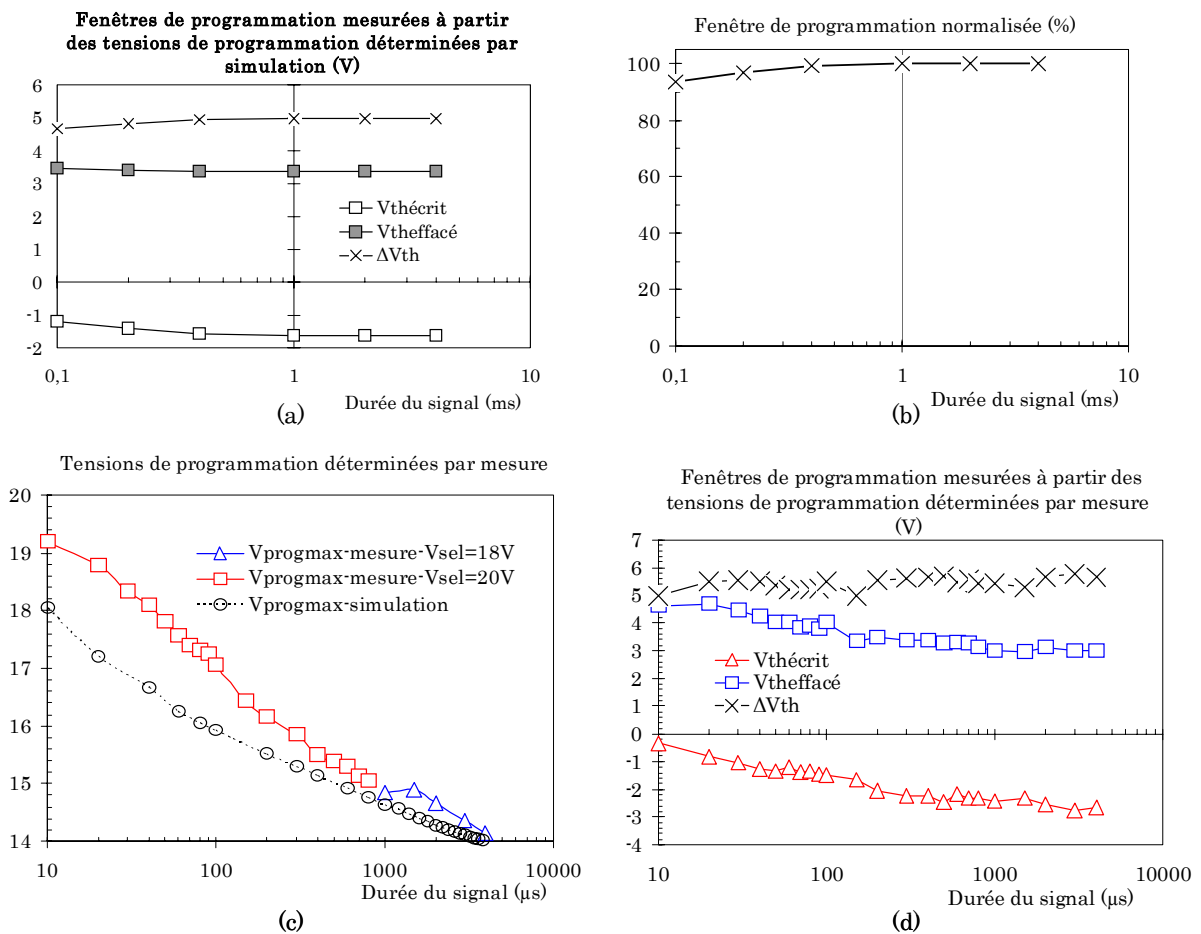 Fenêtres de programmation mesurées à partir
des tensions de programmation déterminées par
simulation (V)
6
5
4
3
2
1
0
-1
-2
Vthécrit
Vtheffacé
ΔVth
0,1
1
10
Durée du signal (ms)
(a)
Fenêtre de programmation normalisée (%)
100
80
60
40
20
0
0,1
1
10
Durée du signal (ms)
(b)
Tensions de programmation déterminées par mesure
20
19
18
17
16
15
14
Vprogmax-mesure-Vsel=18V
Vprogmax-mesure-Vsel=20V
Vprogmax-simulation
10
100
1000
10000
Durée du signal (µs)
(c)
Fenêtres de programmation mesurées à partir des
tensions de programmation déterminées par mesure
(V)
7
6
5
4
3
2
1
0
-1
-2
-3
-4
Vthécrit
Vtheffacé
ΔVth
10
100
1000
10000
Durée du signal (µs)
(d)